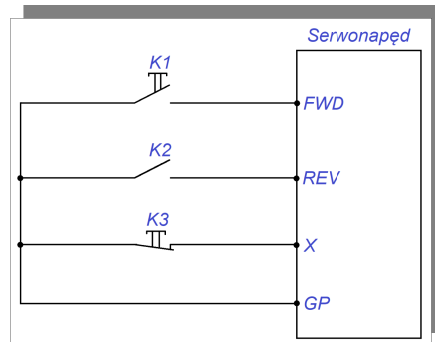 Serwonapęd
K1
FWD
K2
REV
K3
X
GP